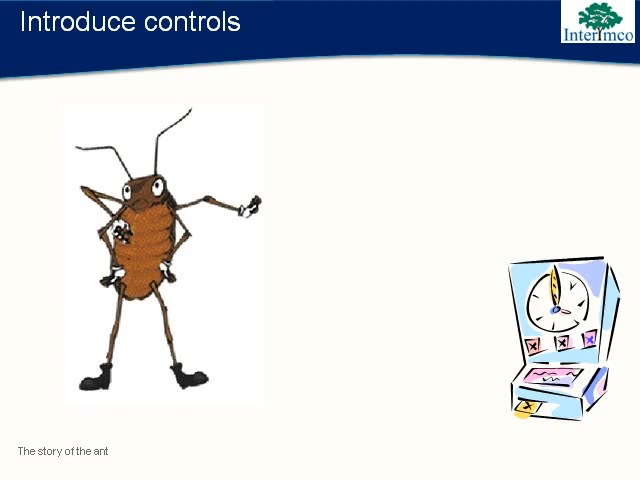 Introduce controls
InterImco
The story of the ant